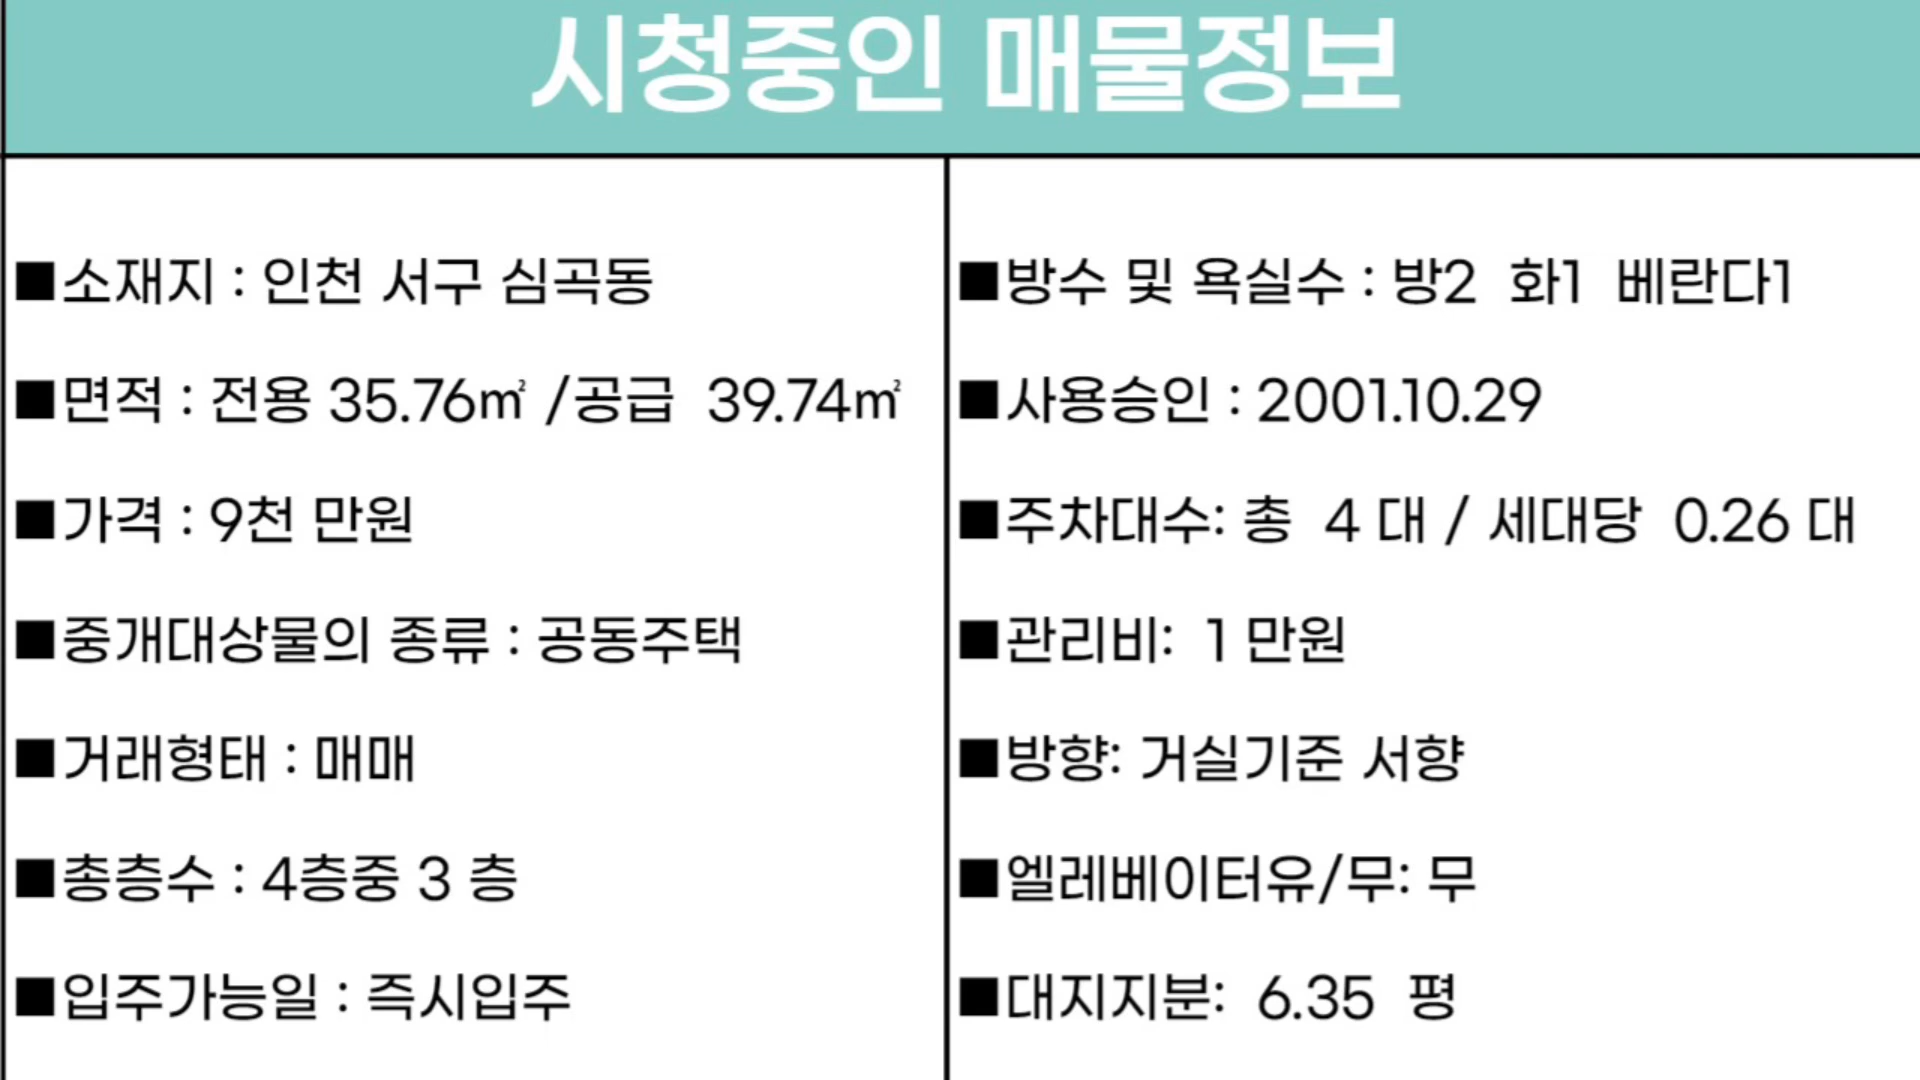 시청중인 매물정보
■소재지 : 인천 서구 심곡동
■면적 : 전용 35.76㎡ /공급 39.74㎡
■가격 : 9천 만원
■중개대상물의 종류 : 공동주택
■거래형태 : 매매
■총층수 : 4층중 3 층
■입주가능일 : 즉시입주
■방수 및 욕실수 : 방2 화1 베란다1
■사용승인 : 2001.10.29
■주차대수: 총 4 대 / 세대당 0.26 대
■관리비: 1 만원
■방향: 거실기준 서향
■엘레베이터유/무: 무
■대지지분: 6.35 평